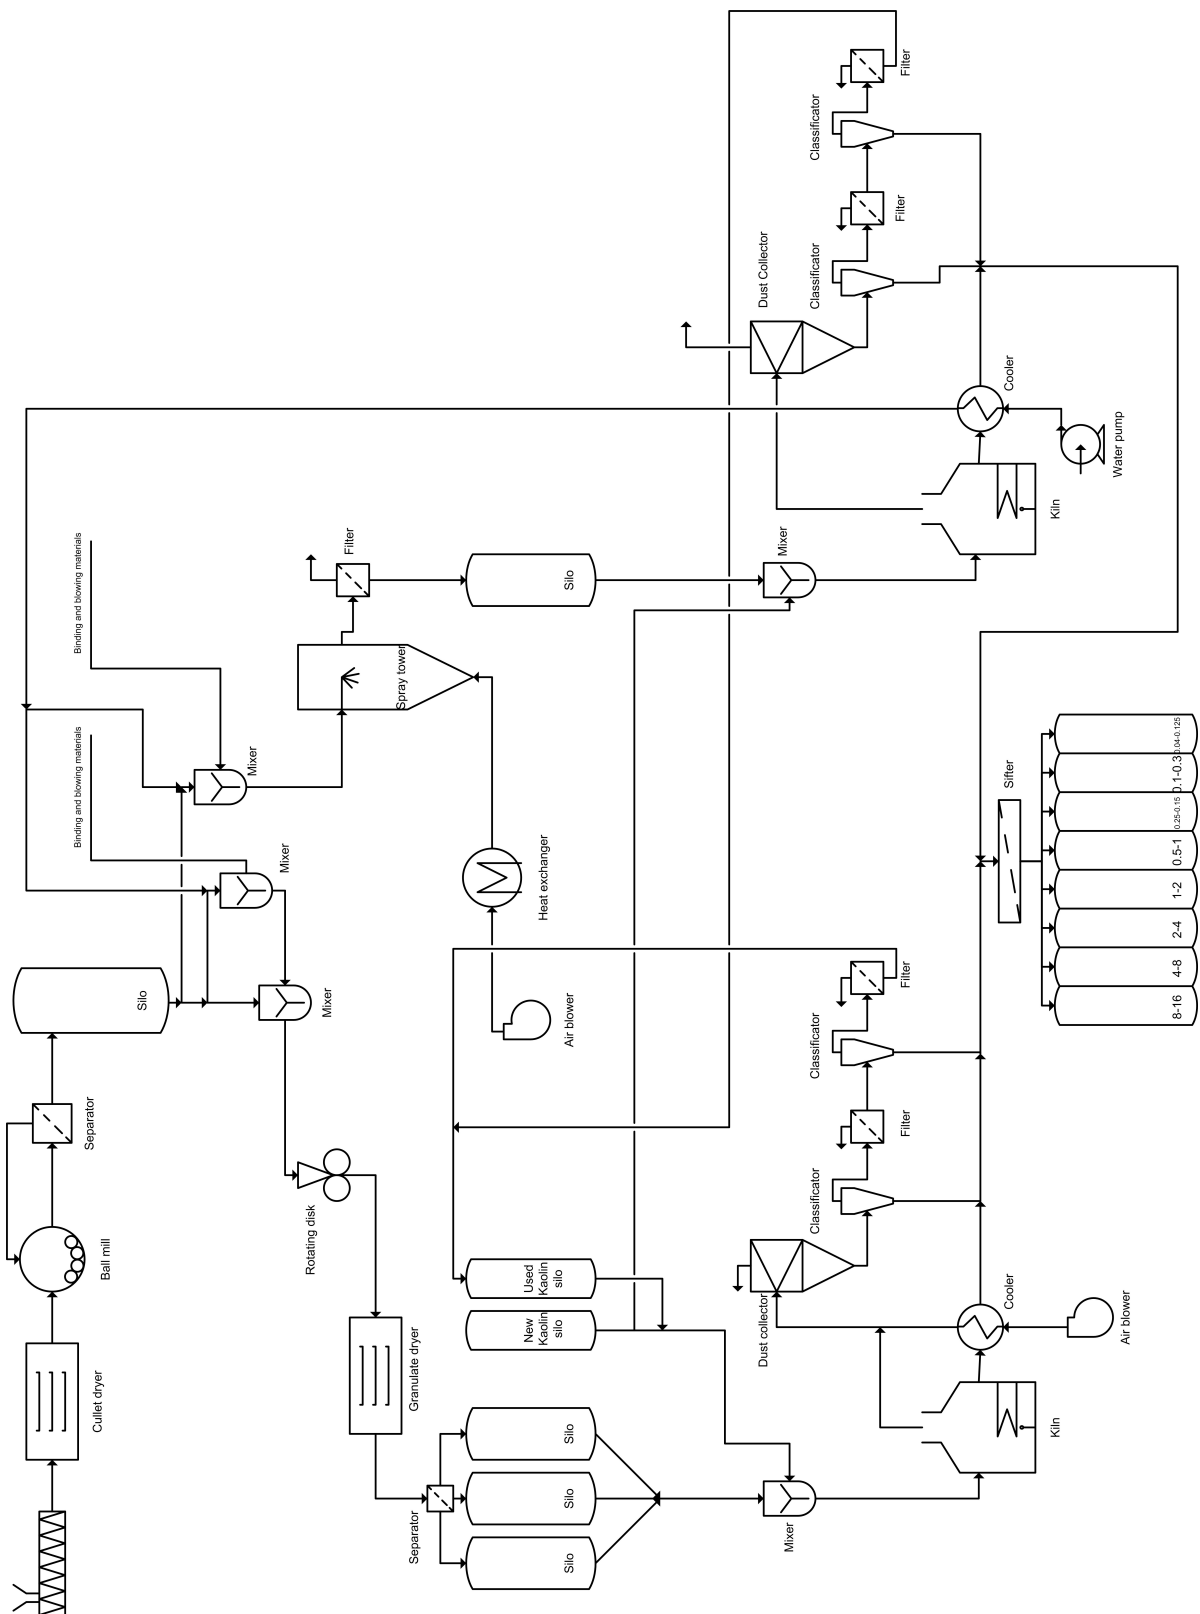 Cullet dryer
Ball mill
Separator
Silo
Binding and blowing materials
Mixer
Binding and blowing materials
Mixer
Mixer
Rotating disk
Granulate dryer
Separator
Silo
Silo
Silo
New
Kaolin
silo
Used
Kaolin
silo
Air blower
Heat exchanger
Spray tower
Filter
Silo
Mixer
Mixer
Dust collector
Classificator
Filter
Classificator
Filter
Kiln
Cooler
Air blower
Dust Collector
Classificator
Filter
Classificator
Filter
Kiln
Cooler
Water pump
Sifter
8-16
4-8
2-4
1-2
0.5-1
0.25-0.15
0.1-0.3
0.04-0.125